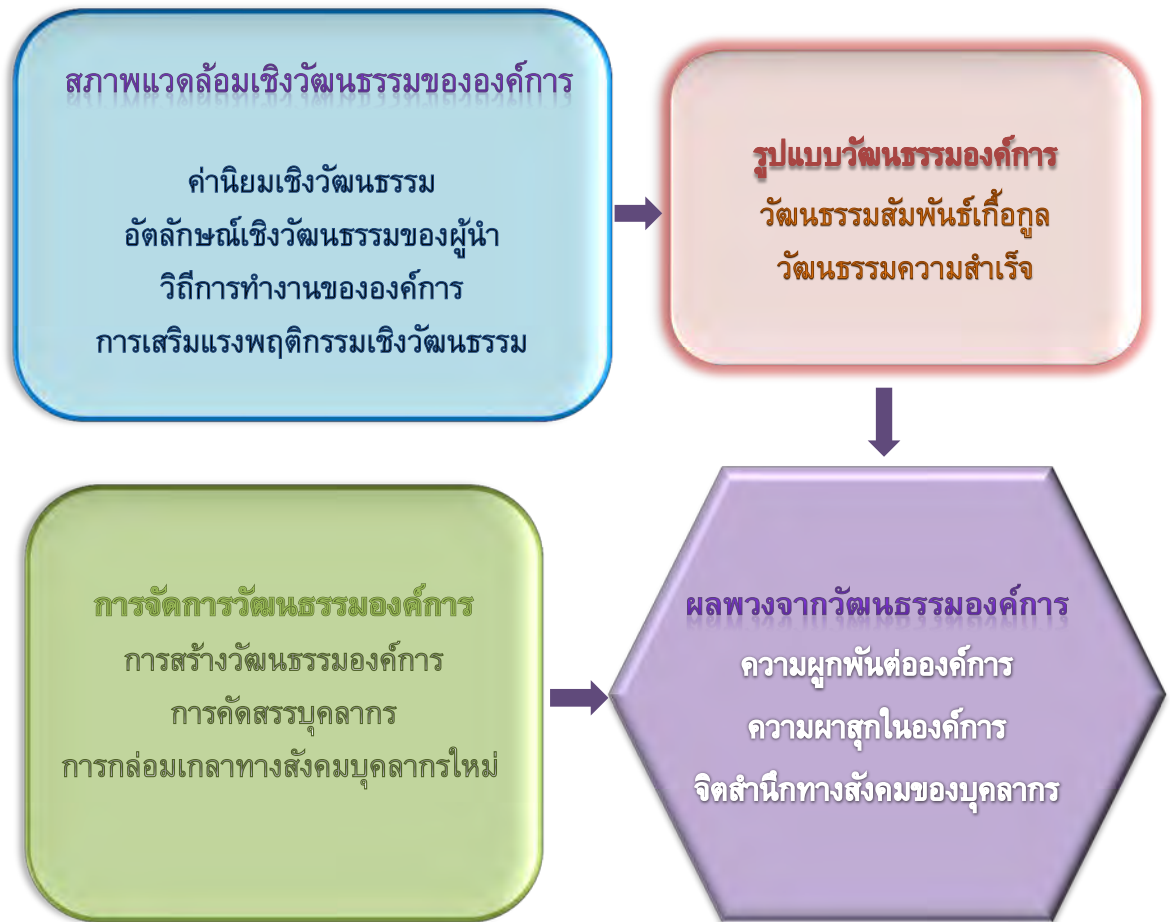 สภาพแวดล้อมเชิงวัฒนธรรมขององค์การ
ค่านิยมเชิงวัฒนธรรม
อัตลักษณ์เชิงวัฒนธรรมของผู้นำ
วิถีการทำงานขององค์การ
การเสริมแรงพฤติกรรมเชิงวัฒนธรรม
รูปแบบวัฒนธรรมองค์การ
วัฒนธรรมสัมพันธ์เกื้อกูล
วัฒนธรรมความสำเร็จ
การจัดการวัฒนธรรมองค์การ
การสร้างวัฒนธรรมองค์การ
การคัดสรรบุคลากร
การกล่อมเกลาทางสังคมบุคลากรใหม่
ผลพวงจากวัฒนธรรมองค์การ
ความผูกพันต่อองค์การ
ความผาสุกในองค์การ
จิตสำนึกทางสังคมของบุคลากร